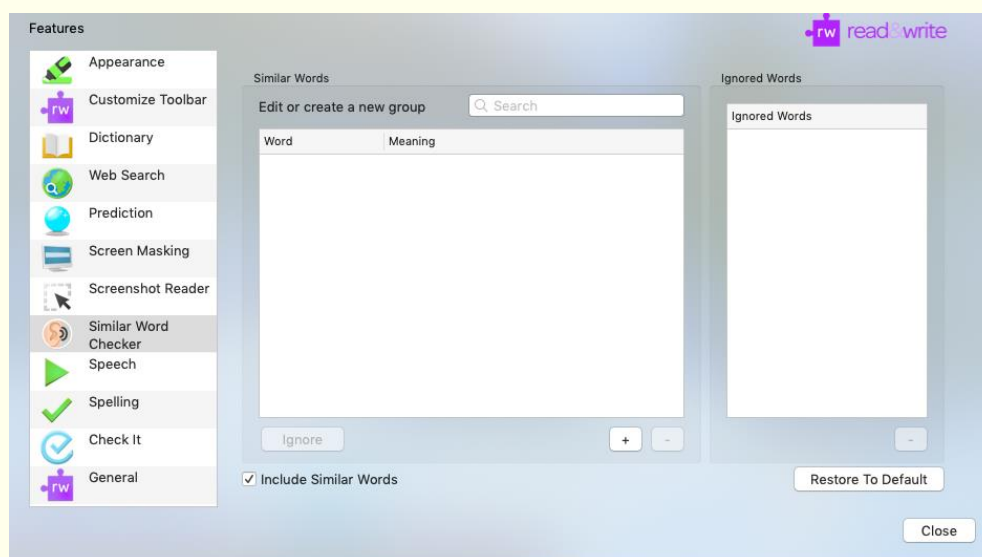 Features
rw read&write
Appearance
Customize Toolbar
Dictionary
Web Search
Prediction
Screen Masking
Screenshot Reader
Similar Word
Checker
Speech
Spelling
Check It
rw General
Similar Words
Edit or create a new group
Search
Word Meaning
Ignore + -
Include Similar Words
Ignored Words
Ignored Words
-
Restore To Default
Close